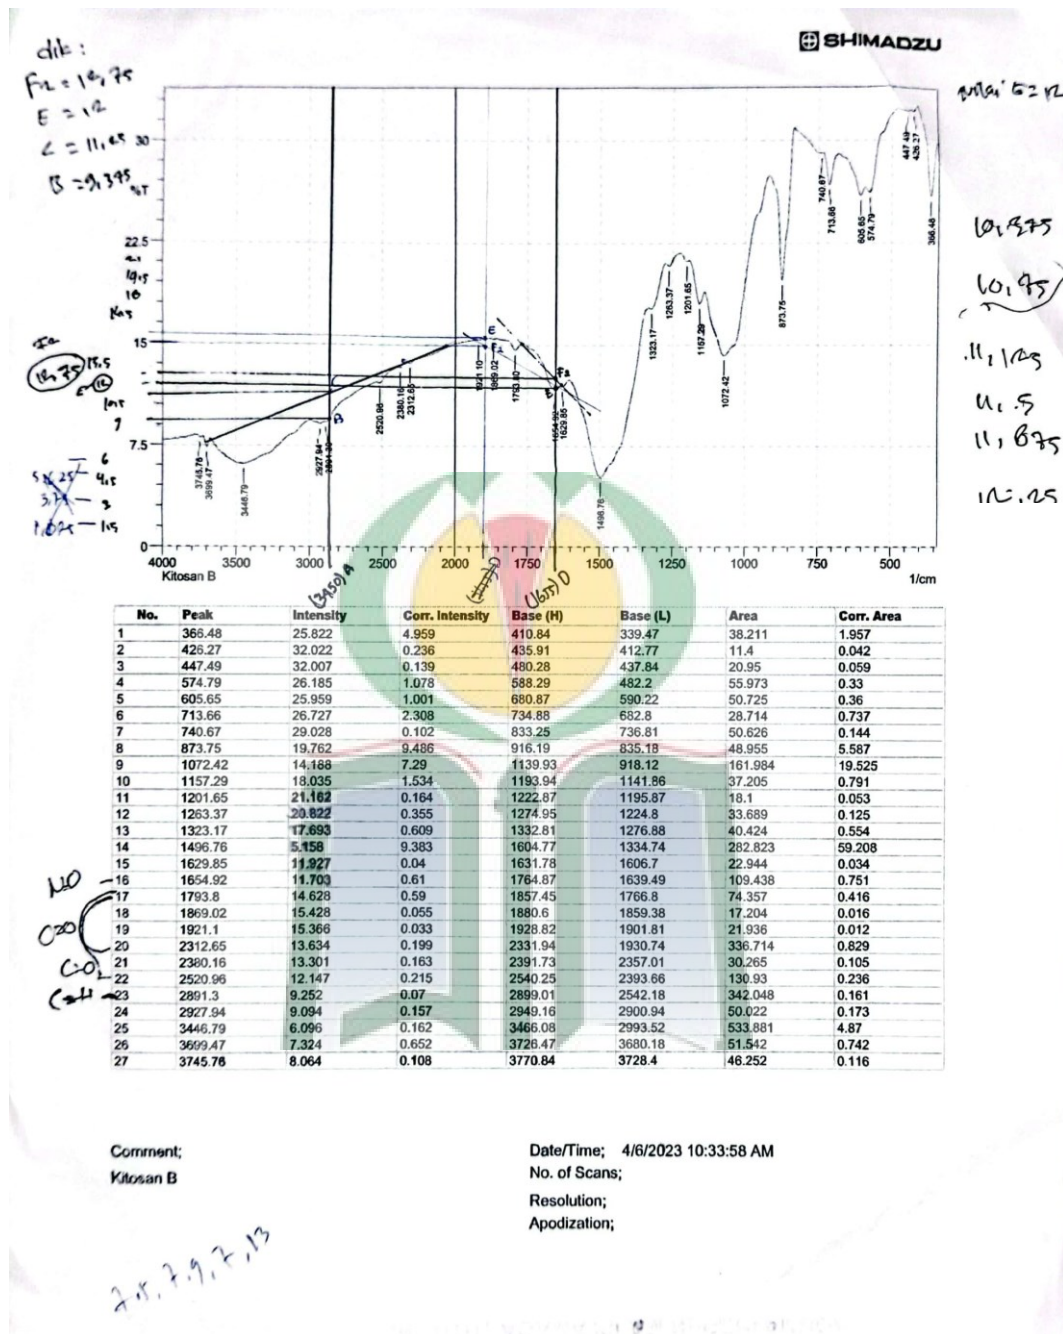 SHIMADZU
dik :
E = 12
B = 9,375
%T
30
22.5
15
7.5
0
4000
3500
3000
2500
2000
1750
1500
1250
1000
750
500
Kitosan B
1/cm
3745.76
3699.47
3446.79
2927.94
2520.96
2380.16
2312.65
1921.10
1869.02
1793.80
1654.92
1629.85
1496.76
1323.17
1263.37
1201.65
1157.29
1072.42
873.75
740.67
713.66
605.65
574.79
447.49
426.27
366.48
B
E
10,75
11,125
11,5
11,875
12,25
No. Peak Intensity Corr. Intensity Base (H) Base (L) Area Corr. Area
1 366.48 25.822 4.959 410.84 339.47 38.211 1.957
2 426.27 32.022 0.236 435.91 412.77 11.4 0.042
3 447.49 32.007 0.139 480.28 437.84 20.95 0.059
4 574.79 26.185 1.078 588.29 482.2 55.973 0.33
5 605.65 25.959 1.001 680.87 590.22 50.725 0.36
6 713.66 26.727 2.308 734.88 682.8 28.714 0.737
7 740.67 29.028 0.102 833.25 736.81 50.626 0.144
8 873.75 19.762 9.486 916.19 835.18 48.955 5.587
9 1072.42 14.188 7.29 1139.93 918.12 161.984 19.525
10 1157.29 18.035 1.534 1193.94 1141.86 37.205 0.791
11 1201.65 21.162 0.164 1222.87 1195.87 18.1 0.053
12 1263.37 20.822 0.355 1274.95 1224.8 33.689 0.125
13 1323.17 17.693 0.609 1332.81 1276.88 40.424 0.554
14 1496.76 5.158 9.383 1604.77 1334.74 282.823 59.208
15 1629.85 11.927 0.04 1631.78 1606.7 22.944 0.034
16 1654.92 11.703 0.61 1764.87 1639.49 109.438 0.751
17 1793.8 14.628 0.59 1857.45 1766.8 74.357 0.416
18 1869.02 15.428 0.055 1880.6 1859.38 17.204 0.016
19 1921.1 15.366 0.033 1928.82 1901.81 21.936 0.012
20 2312.65 13.634 0.199 2331.94 1930.74 336.714 0.829
21 2380.16 13.301 0.163 2391.73 2357.01 30.265 0.105
22 2520.96 12.147 0.215 2540.25 2393.66 130.93 0.236
23 2891.3 9.252 0.07 2899.01 2542.18 342.048 0.161
24 2927.94 9.094 0.157 2949.16 2900.94 50.022 0.173
25 3446.79 6.096 0.162 3466.08 2993.52 533.881 4.87
26 3699.47 7.324 0.652 3726.47 3680.18 51.542 0.742
27 3745.76 8.064 0.108 3770.84 3728.4 46.252 0.116
Comment;
Kitosan B
Date/Time; 4/6/2023 10:33:58 AM
No. of Scans;
Resolution;
Apodization;